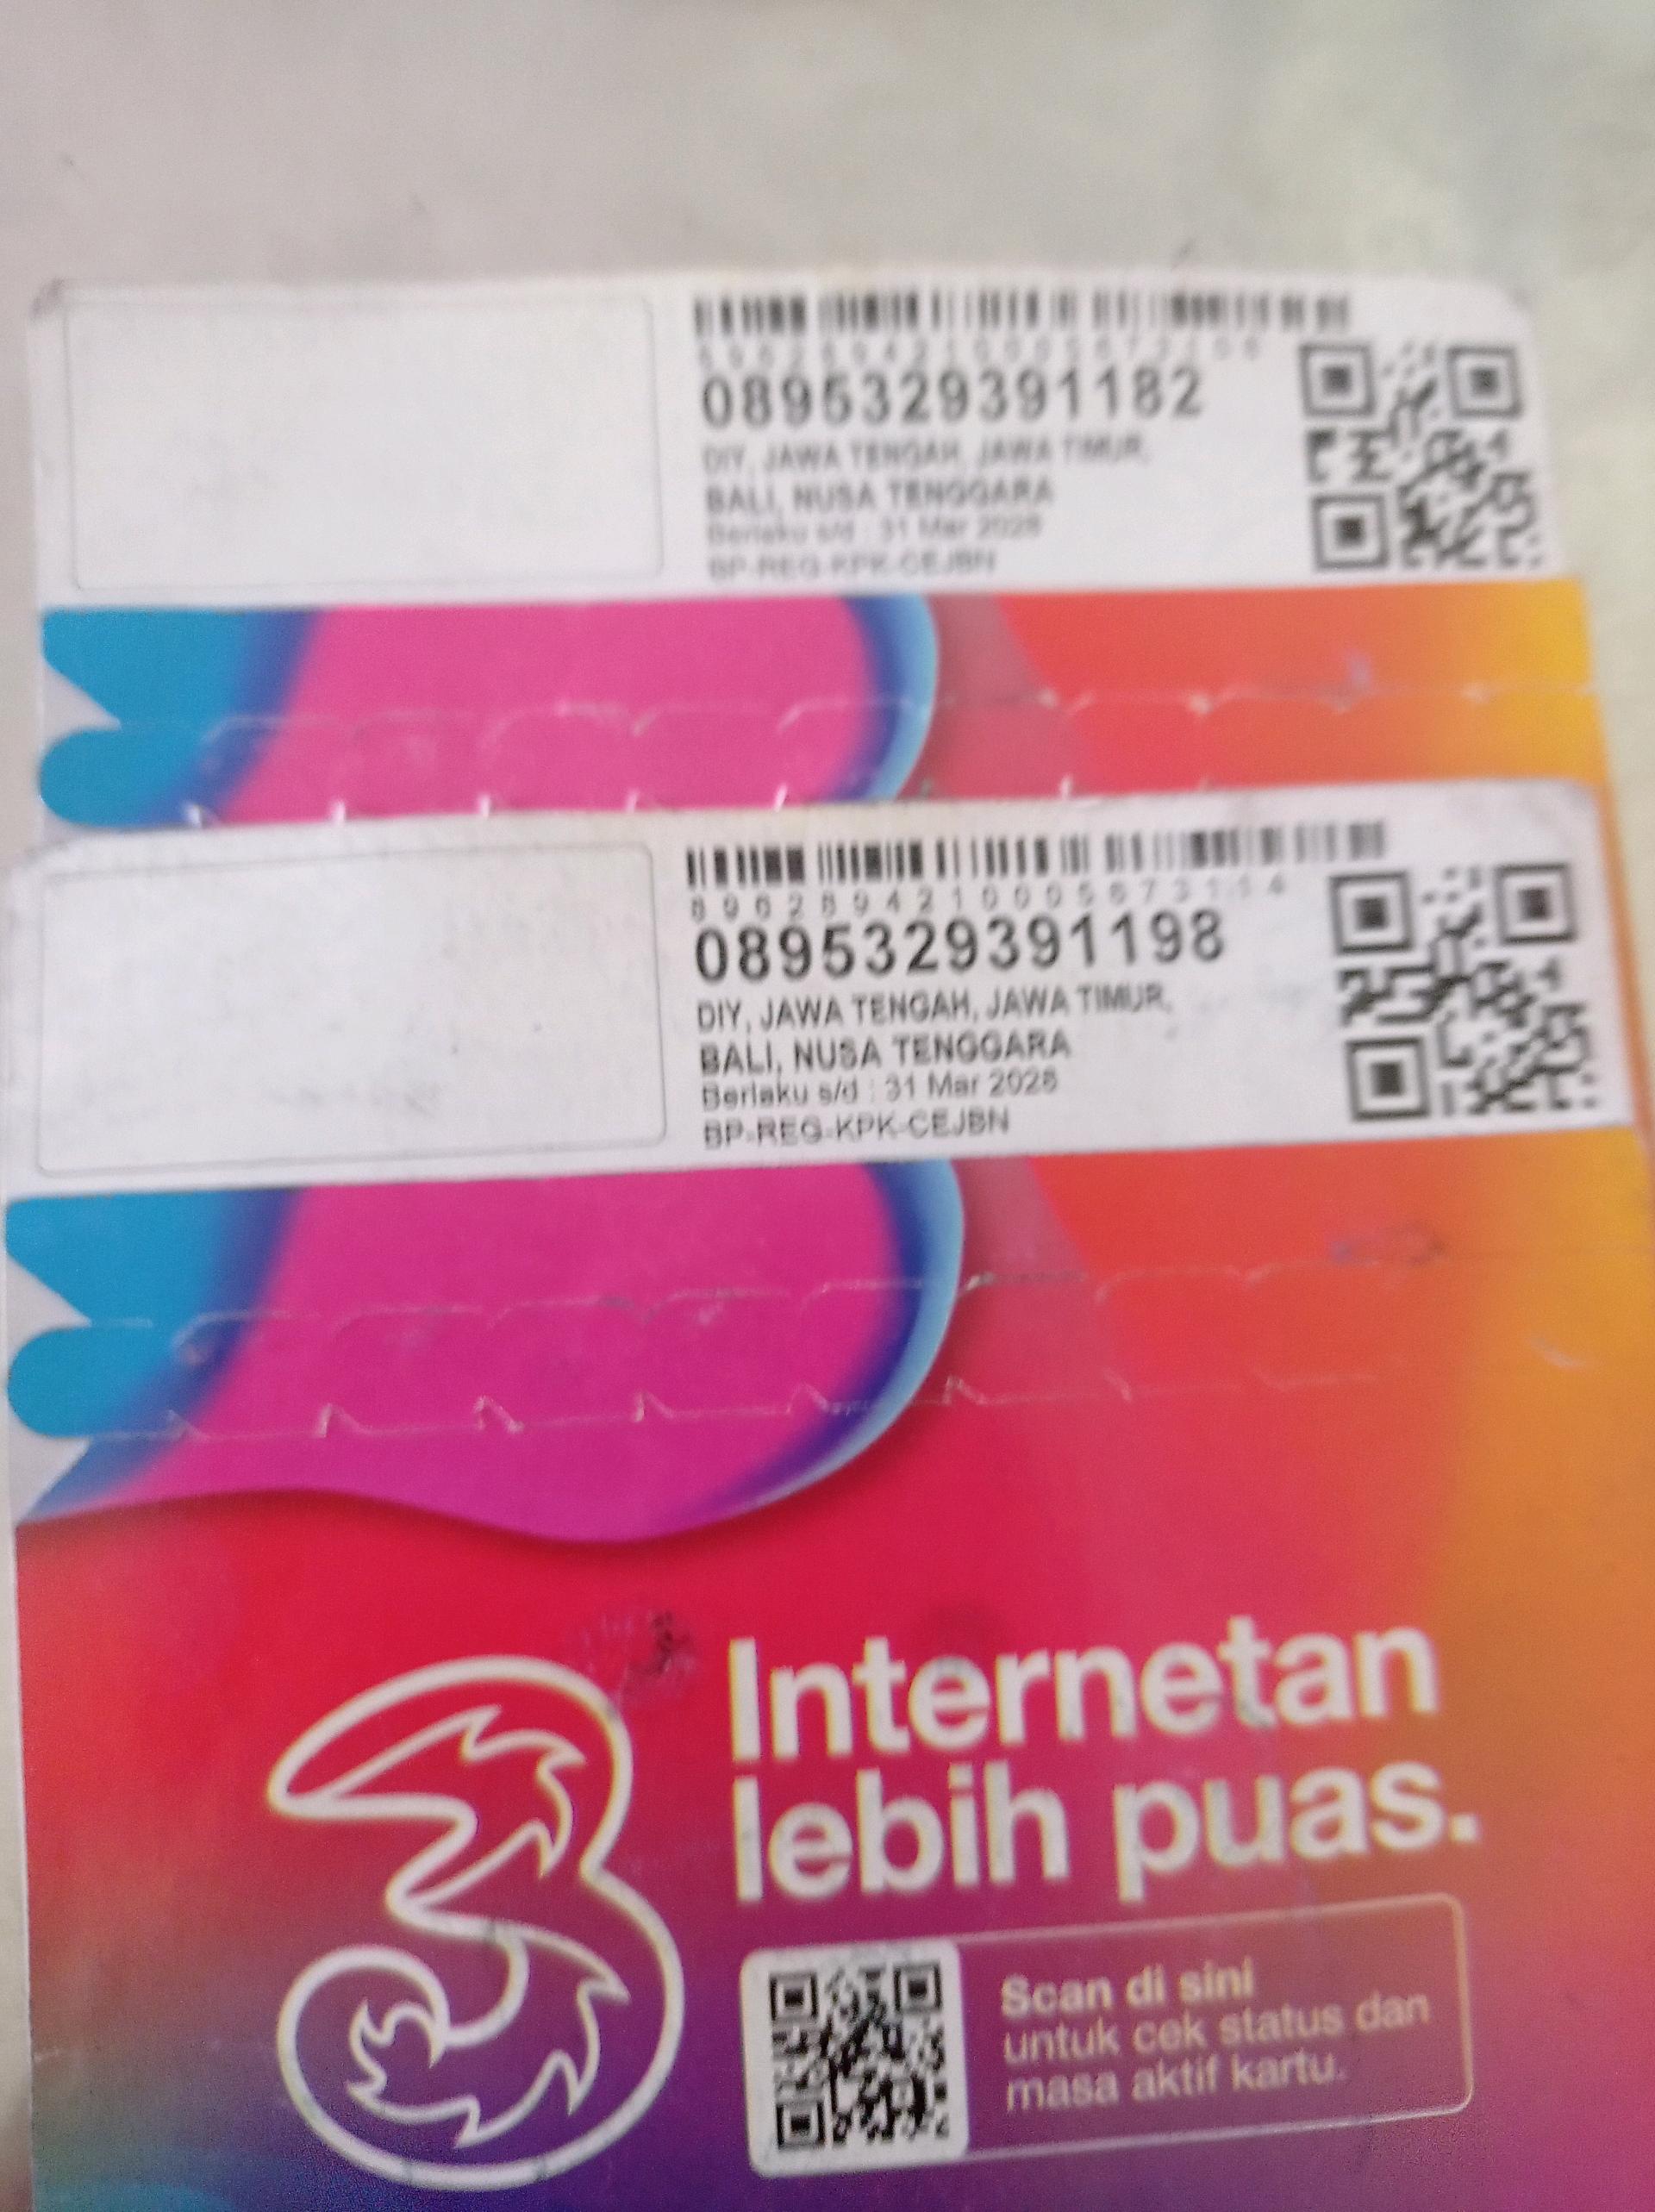 0895329391182
DIY, JAWA TENGAH, JAWA TIMUR,
BALI, NUSA TENGGARA
Berlaku s/d : 31 Mar 2028
BP-REG-KPK-CEJBN
0895329391198
DIY, JAWA TENGAH, JAWA TIMUR,
BALI, NUSA TENGGARA
Berlaku s/d : 31 Mar 2028
BP-REG-KPK-CEJBN
3
Internetan
lebih puas.
Scan di sini
untuk cek status dan
masa aktif kartu.